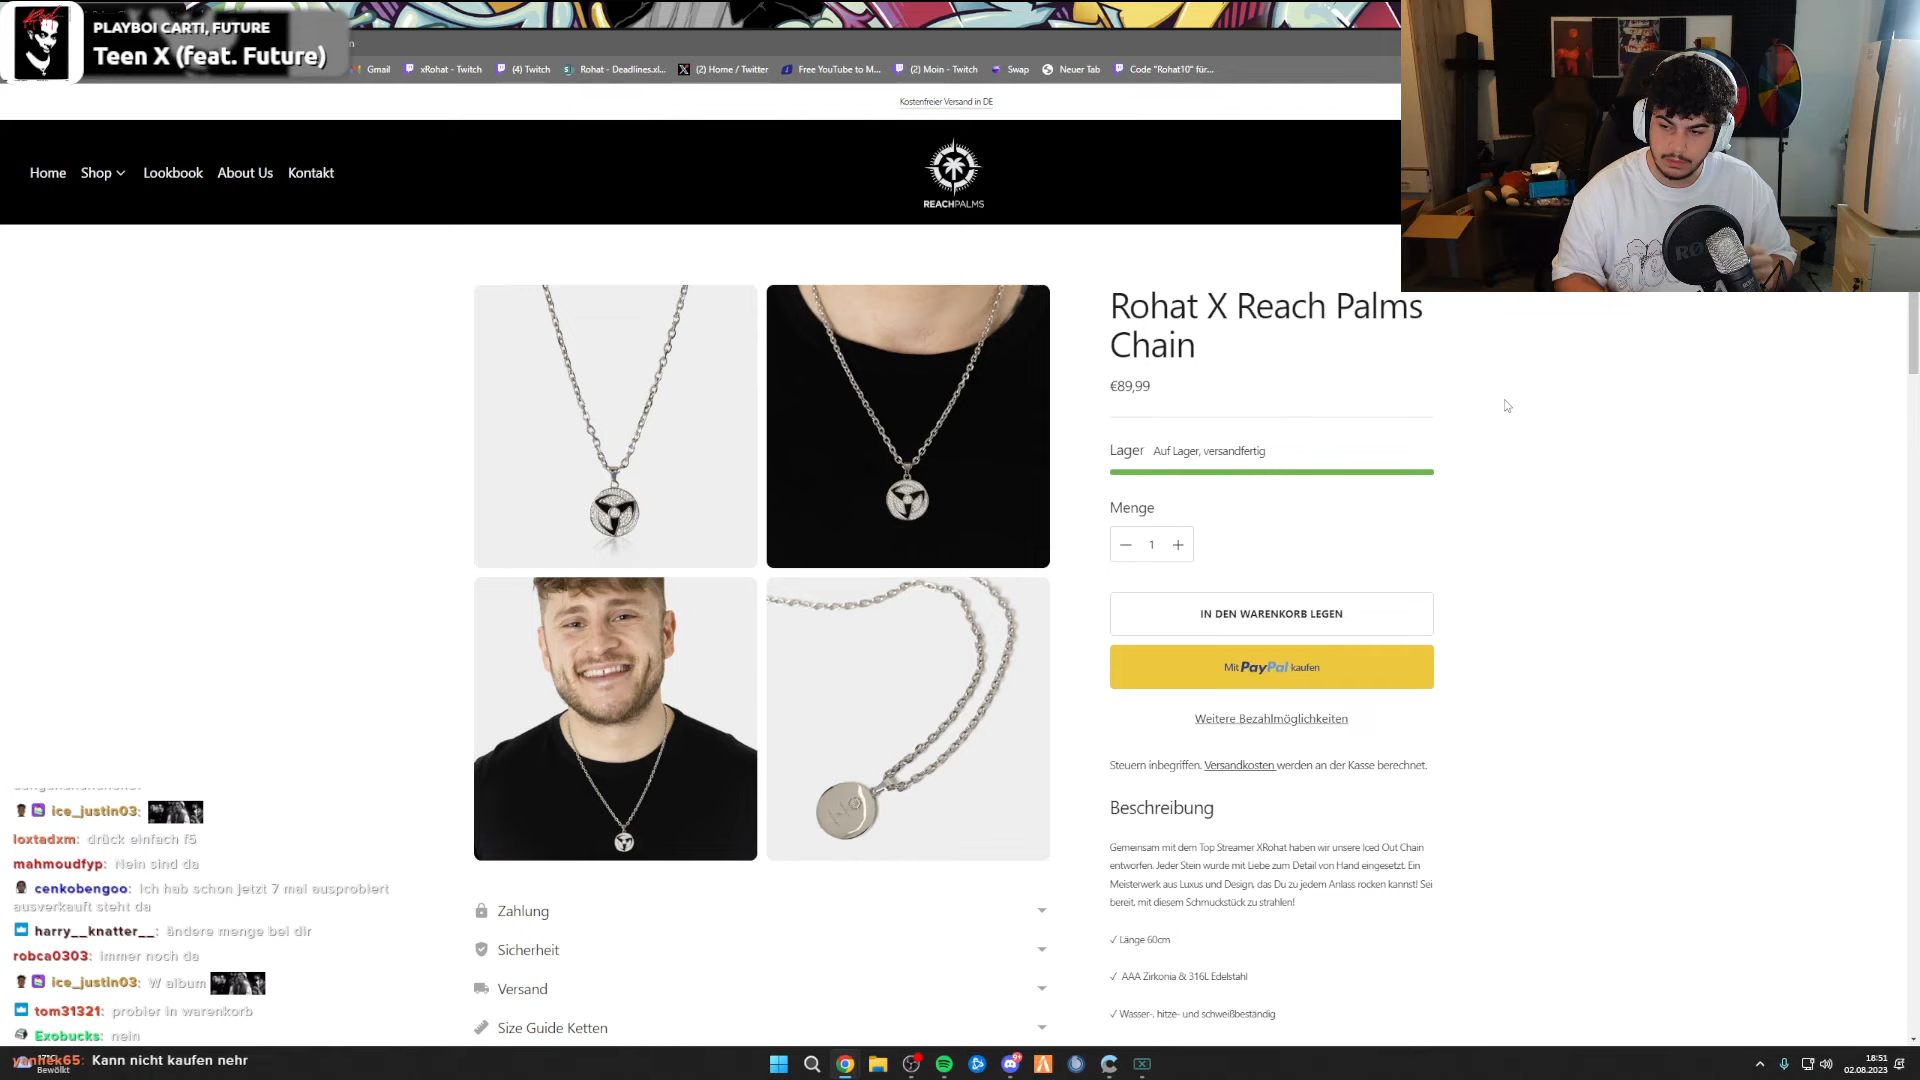 PLAYBOI CARTI, FUTURE
Teen X (feat. Future)
Gmail
xRohat - Twitch
(4) Twitch
Rohat - Deadlines.xl...
(2) Home / Twitter
Free YouTube to M...
(2) Moin - Twitch
Swap
Neuer Tab
Code "Rohat10" für...
Kostenfreier Versand in DE
Home
Shop
Lookbook
About Us
Kontakt
REACHPALMS
RØ
Rohat X Reach Palms
Chain
€89,99
Lager Auf Lager, versandfertig
Menge
1
IN DEN WARENKORB LEGEN
Mit PayPal kaufen
Weitere Bezahlmöglichkeiten
Steuern inbegriffen. Versandkosten werden an der Kasse berechnet.
Beschreibung
Gemeinsam mit dem Top Streamer XRohat haben wir unsere Iced Out Chain
entworfen. Jeder Stein wurde mit Liebe zum Detail von Hand eingesetzt. Ein
Meisterwerk aus Luxus und Design, das Du zu jedem Anlass rocken kannst! Sei
bereit, mit diesem Schmuckstück zu strahlen!
✓ Länge 60cm
✓ AAA Zirkonia & 316L Edelstahl
✓ Wasser-, hitze- und schweißbeständig
Zahlung
Sicherheit
Versand
Size Guide Ketten
ice_justin03:
loxtadxm: drück einfach f5
mahmoudfyp: Nein sind da
cenkobengoo: Ich hab schon jetzt 7 mal ausprobiert
ausverkauft steht da
harry__knatter__: ändere menge bei dir
robca0303: immer noch da
ice_justin03: W album
tom31321: probier in warenkorb
Exobucks: nein
yannek65: Kann nicht kaufen nehr
17°C
Bewölkt
18:51
02.08.2023